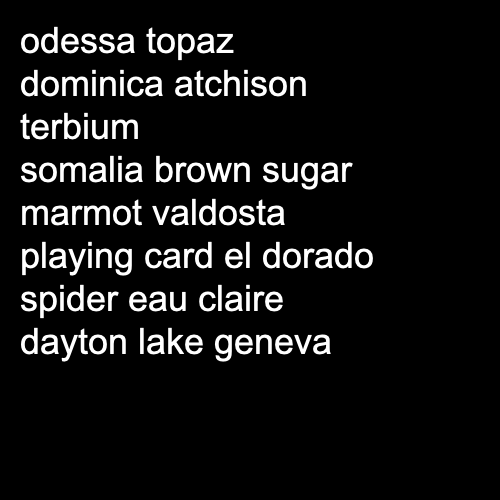 odessa topaz
dominica atchison
terbium
somalia brown sugar
marmot valdosta
playing card el dorado
spider eau claire
dayton lake geneva